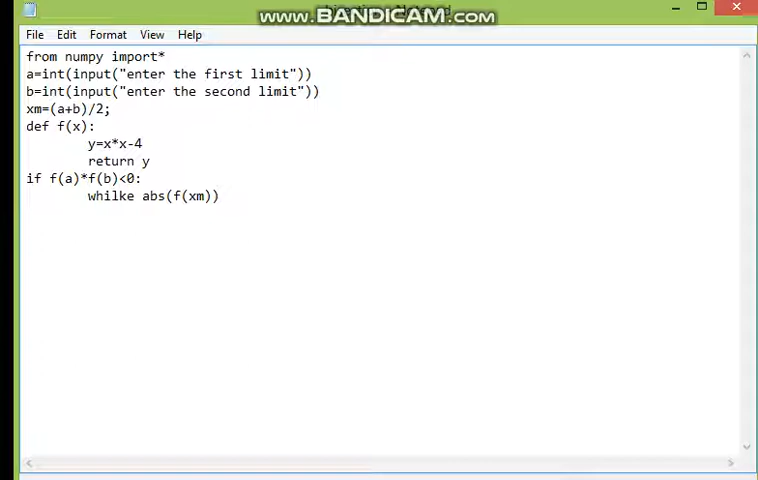 www.BANDICAM.com
File Edit Format View Help
from numpy import*
a=int(input("enter the first limit"))
b=int(input("enter the second limit"))
xm=(a+b)/2;
def f(x):
y=x*x-4
return y
if f(a)*f(b)<0:
whilke abs(f(xm))